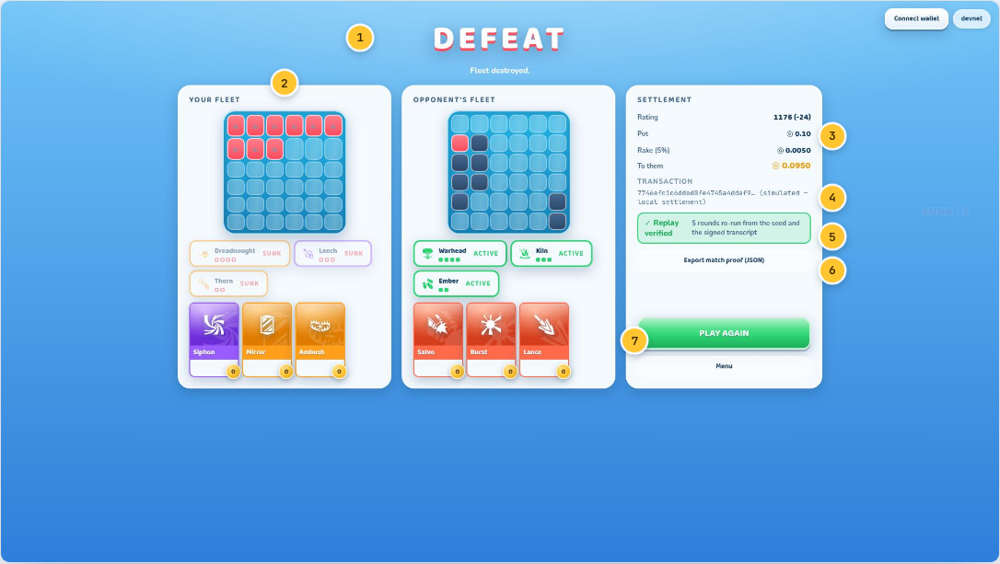 Connect wallet
devnet
1
DEFEAT
Fleet destroyed.
2
YOUR FLEET
Dreadnought SUNK
Leech SUNK
Thorn SUNK
Siphon
0
Mirror
0
Ambush
0
OPPONENT'S FLEET
Warhead ACTIVE
Kiln ACTIVE
Ember ACTIVE
Salvo
0
Burst
0
Lance
0
SETTLEMENT
Rating 1176 (-24)
Pot ◎ 0.10
3
Rake (5%) ◎ 0.0050
To them ◎ 0.0950
TRANSACTION
7746efc1c6dded8fe4745a4ddaf9… (simulated —
local settlement)
4
✓ Replay
verified
5 rounds re-run from the seed and
the signed transcript
5
Export match proof (JSON)
6
7
PLAY AGAIN
Menu